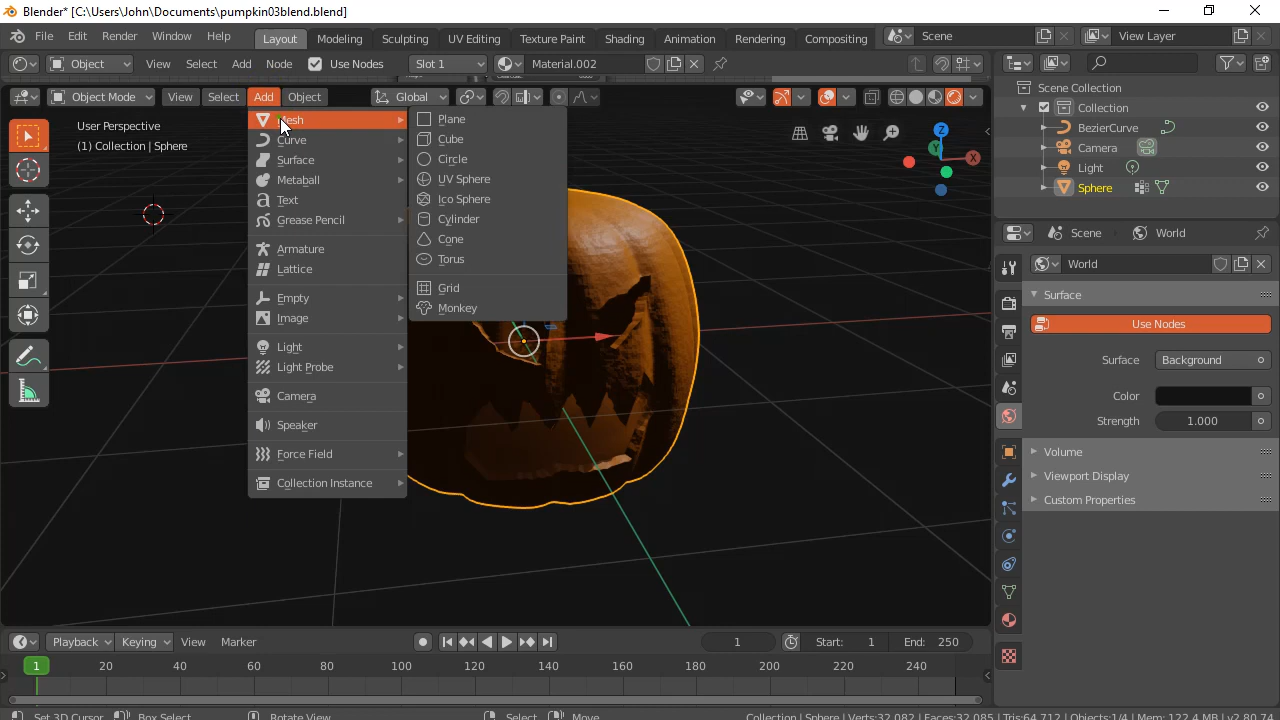 Blender* [C:\Users\John\Documents\pumpkin03blend.blend]
File Edit Render Window Help Layout Modeling Sculpting UV Editing Texture Paint Shading Animation Rendering Compositing Scene View Layer
Object View Select Add Node Use Nodes Slot 1 Material.002
Object Mode View Select Add Object Global
User Perspective
(1) Collection | Sphere
Mesh
Curve
Surface
Metaball
Text
Grease Pencil
Armature
Lattice
Empty
Image
Light
Light Probe
Camera
Speaker
Force Field
Collection Instance
Plane
Cube
Circle
UV Sphere
Ico Sphere
Cylinder
Cone
Torus
Grid
Monkey
Z
Y
X
Scene Collection
Collection
BezierCurve
Camera
Light
Sphere
Scene World
World
Surface
Use Nodes
Surface Background
Color
Strength 1.000
Volume
Viewport Display
Custom Properties
Playback Keying View Marker 1 Start: 1 End: 250
1 20 40 60 80 100 120 140 160 180 200 220 240
Set 3D Cursor Box Select Rotate View Select Move Collection | Sphere | Verts:32,082 | Faces:32,085 | Tris:64,712 | Objects:1/4 | Mem: 122.4 MB | v2.80.74